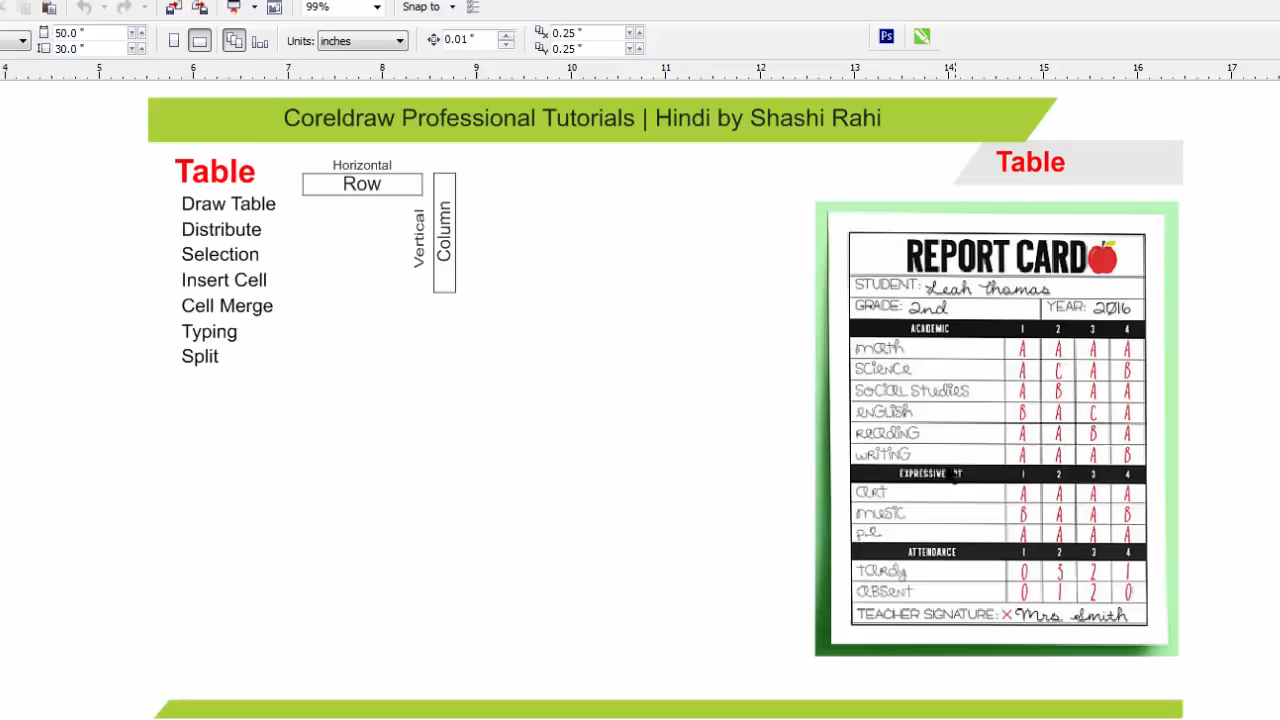 99% Snap to
50.0 "
30.0 "
Units: inches
0.01 "
0.25 "
0.25 "
Ps
4 5 6 7 8 9 10 11 12 13 14 15 16 17
Coreldraw Professional Tutorials | Hindi by Shashi Rahi
Table
Table
Draw Table
Distribute
Selection
Insert Cell
Cell Merge
Typing
Split
Horizontal
Row
Vertical
Column
REPORT CARD
STUDENT: Leah Thomas
GRADE: 2nd YEAR: 2016
ACADEMIC 1 2 3 4
math A A A A
SCIENCE A C A B
SOCIAL STUDIES A B A A
ENGLISH B A C A
READING A A B A
WRITING A A A B
EXPRESSIVE 1 2 3 4
ART A A A A
MUSIC B A A B
P.E. A A A A
ATTENDANCE 1 2 3 4
TARDY 0 3 2 1
ABSENT 0 1 2 0
TEACHER SIGNATURE: X Mrs. Smith